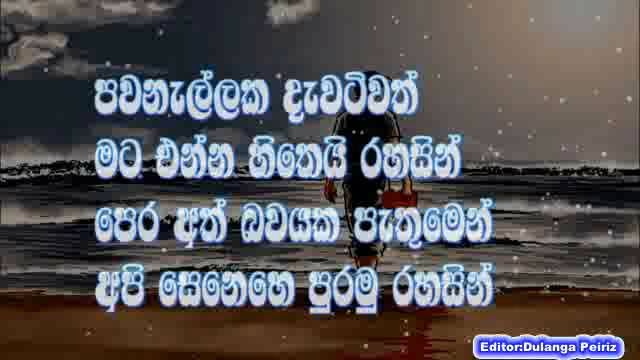 පවනැල්ලක දැවටිවත්
මට එන්න හිතෙයි රහසින්
පෙර අත් බවයක පැතුමෙන්
අපි සෙනෙහෙ පුරමු රහසින්
Editor:Dulanga Peiriz